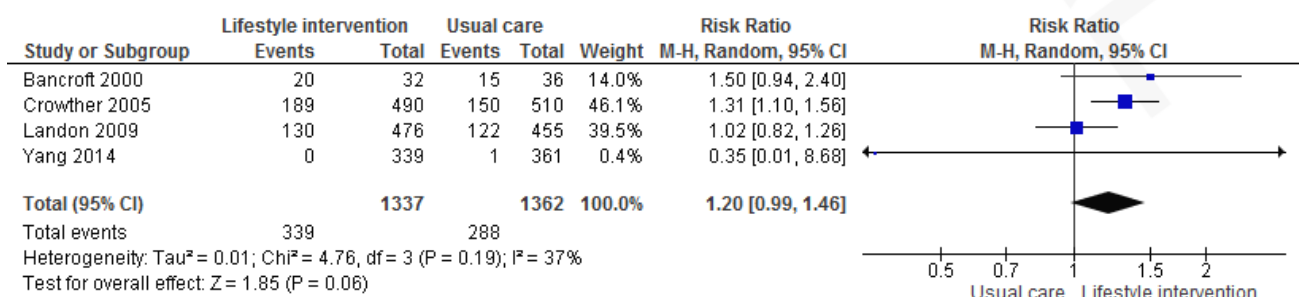 Lifestyle intervention Usual care Risk Ratio Risk Ratio
Study or Subgroup Events Total Events Total Weight M-H, Random, 95% CI M-H, Random, 95% CI
Bancroft 2000 20 32 15 36 14.0% 1.50 [0.94, 2.40]
Crowther 2005 189 490 150 510 46.1% 1.31 [1.10, 1.56]
Landon 2009 130 476 122 455 39.5% 1.02 [0.82, 1.26]
Yang 2014 0 339 1 361 0.4% 0.35 [0.01, 8.68]
Total (95% CI) 1337 1362 100.0% 1.20 [0.99, 1.46]
Total events 339 288
Heterogeneity: Tau² = 0.01; Chi² = 4.76, df = 3 (P = 0.19); I² = 37%
Test for overall effect: Z = 1.85 (P = 0.06)
0.5 0.7 1 1.5 2
Usual care Lifestyle intervention